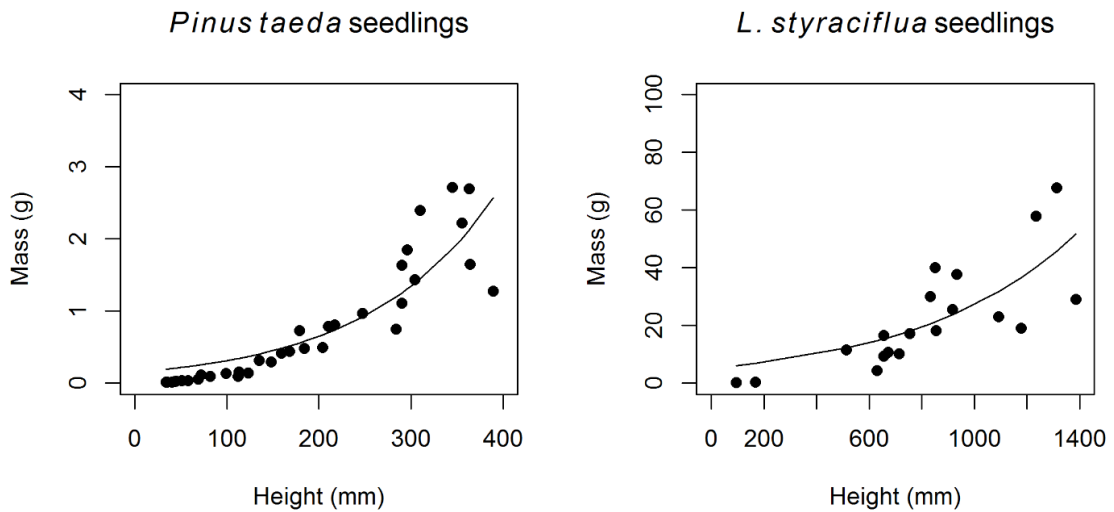 Pinus taeda seedlings
Mass (g)
4
3
2
1
0
0 100 200 300 400
Height (mm)
L. styraciflua seedlings
Mass (g)
100
80
60
40
20
0
0 200 600 1000 1400
Height (mm)